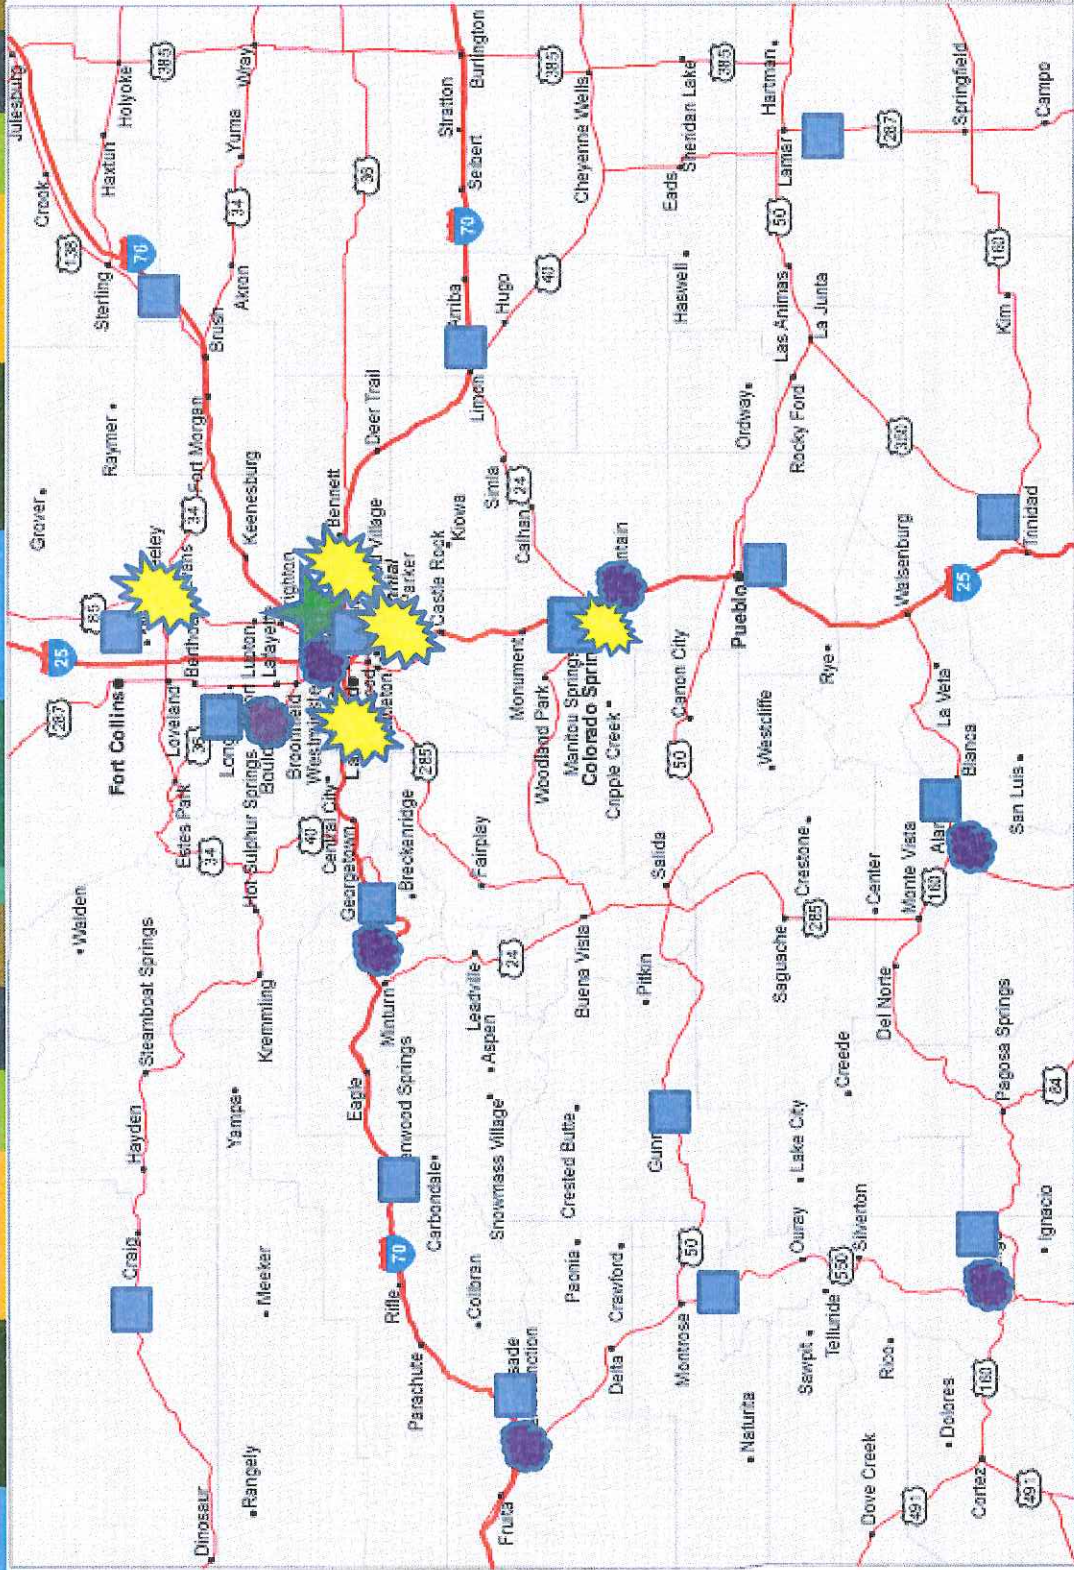 Julesburg
Crook
138
Haxtun
Holyoke
385
Sterling
76
Grover
Raymer
Yuma
Wray
34
Akron
Brush
Fort Morgan
34
85
25
287
Fort Collins
Loveland
36
Estes Park
34
Walden
Steamboat Springs
Hayden
Craig
Dinosaur
Rangely
Meeker
Yampa
Kremmling
Hot Sulphur Springs
40
Keenesburg
Lafayette
Broomfield
Central City
Georgetown
Breckenridge
285
Bennett
36
Deer Trail
Castle Rock
Kiowa
Limon
Arriba
70
Seibert
Stratton
Burlington
Hugo
40
385
Cheyenne Wells
Simla
24
Calhan
Monument
Woodland Park
Manitou Springs
Cripple Creek
Fairplay
Minturn
Leadville
24
Aspen
Eagle
Carbondale
Snowmass Village
Rifle
70
Parachute
Collbran
Fruita
Crested Butte
Paonia
Crawford
Delta
Buena Vista
Pitkin
Salida
50
Canon City
Pueblo
Ordway
Rocky Ford
La Junta
Las Animas
Haswell
Eads
Sheridan Lake
385
Hartman
Lamar
50
287
Springfield
Campo
160
Kim
350
Trinidad
25
Walsenburg
La Veta
Rye
Westcliffe
Blanca
San Luis
Monte Vista
160
Center
Crestone
Saguache
285
Del Norte
Creede
Lake City
Pagosa Springs
84
Montrose
50
Ouray
Silverton
550
Telluride
Sawpit
Rico
Naturita
Ignacio
160
Dolores
Cortez
Dove Creek
491
491